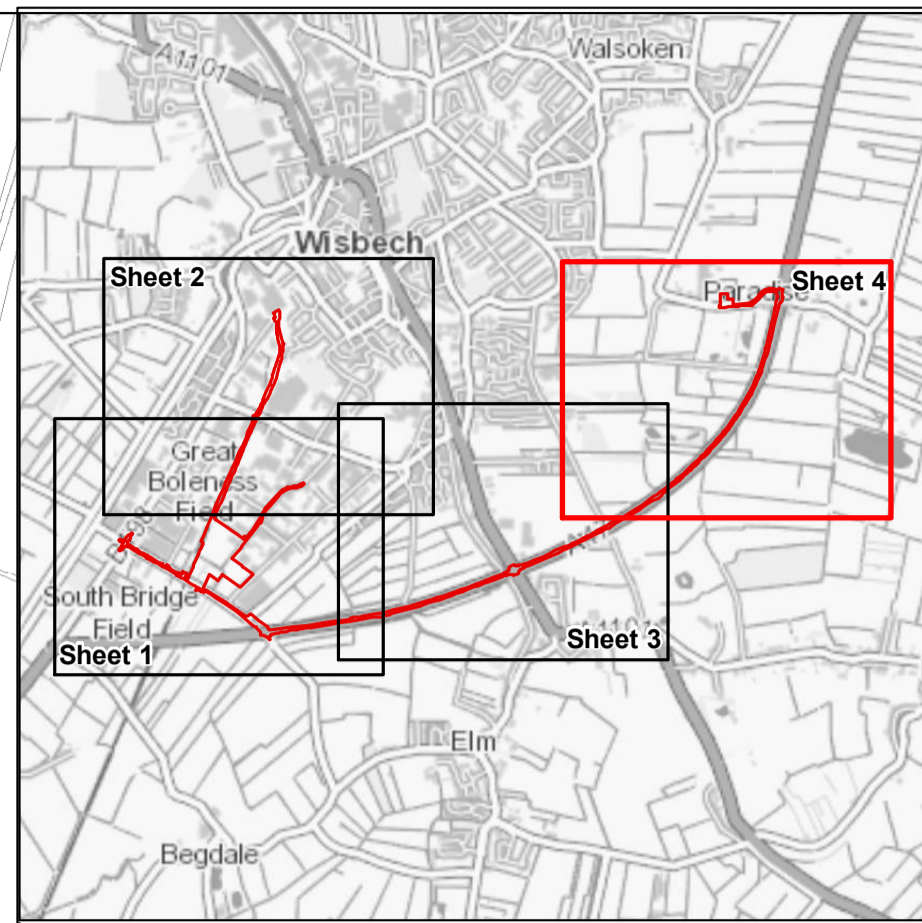 A1101
Walsoken
Wisbech
Sheet 2
Paradise
Sheet 4
Great
Boleness
Field
South Bridge
Field
Sheet 1
Sheet 3
Elm
Begdale